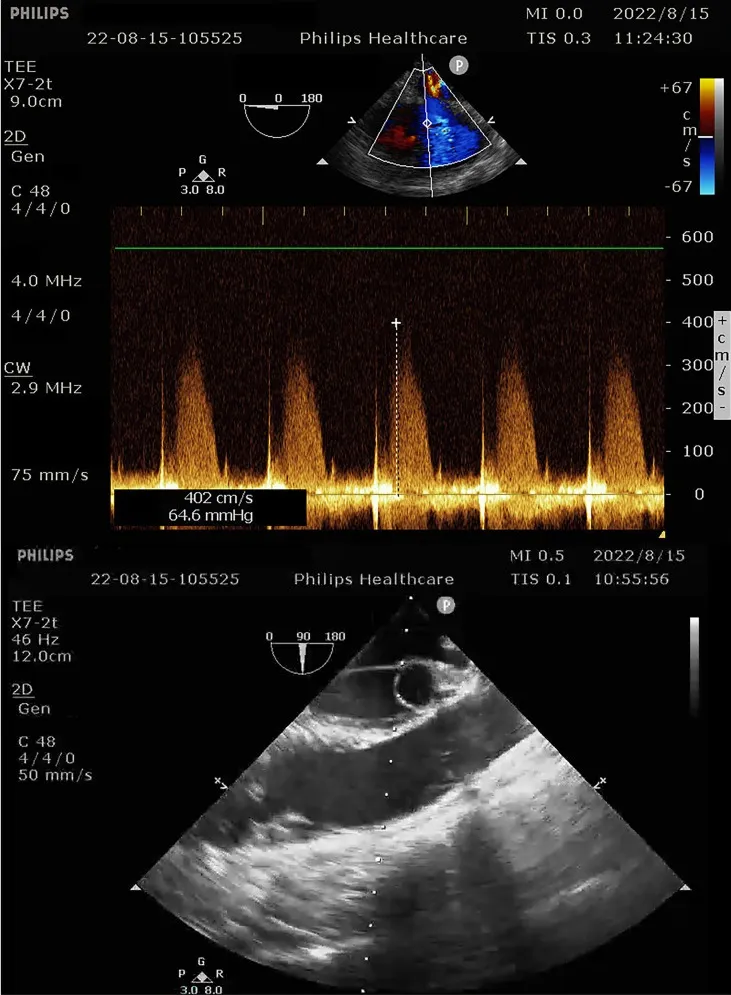 PHILIPS
MI 0.0 2022/8/15
22-08-15-105525 Philips Healthcare TIS 0.3 11:24:30
TEE
X7-2t
9.0cm
2D
Gen
C 48
4/4/0
4.0 MHz
4/4/0
CW
2.9 MHz
75 mm/s
0 0 180
P
G
P R
3.0 8.0
+67
c
m
/
s
-67
600
500
400
300
200
100
0
+
c
m
/
s
-
402 cm/s
64.6 mmHg
PHILIPS
MI 0.5 2022/8/15
22-08-15-105525 Philips Healthcare TIS 0.1 10:55:56
TEE
X7-2t
46 Hz
12.0cm
2D
Gen
C 48
4/4/0
50 mm/s
0 90 180
P
G
P R
3.0 8.0